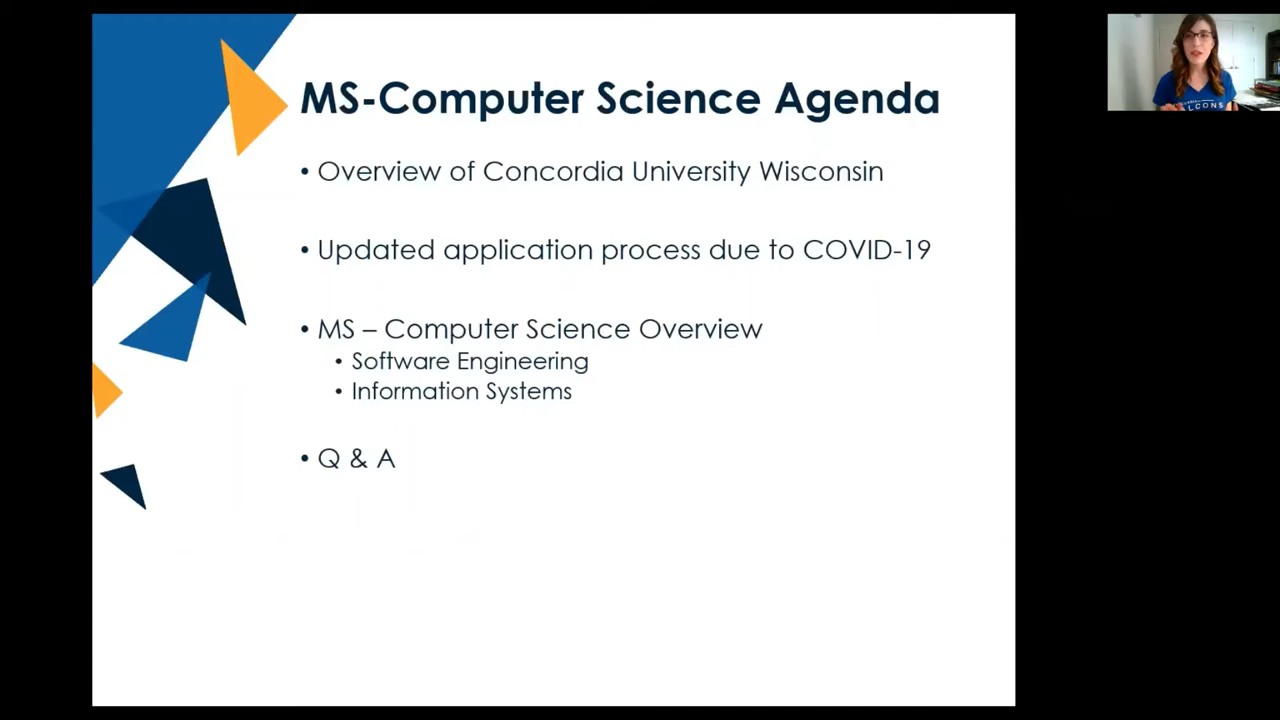 MS-Computer Science Agenda
• Overview of Concordia University Wisconsin
• Updated application process due to COVID-19
• MS – Computer Science Overview
• Software Engineering
• Information Systems
• Q & A